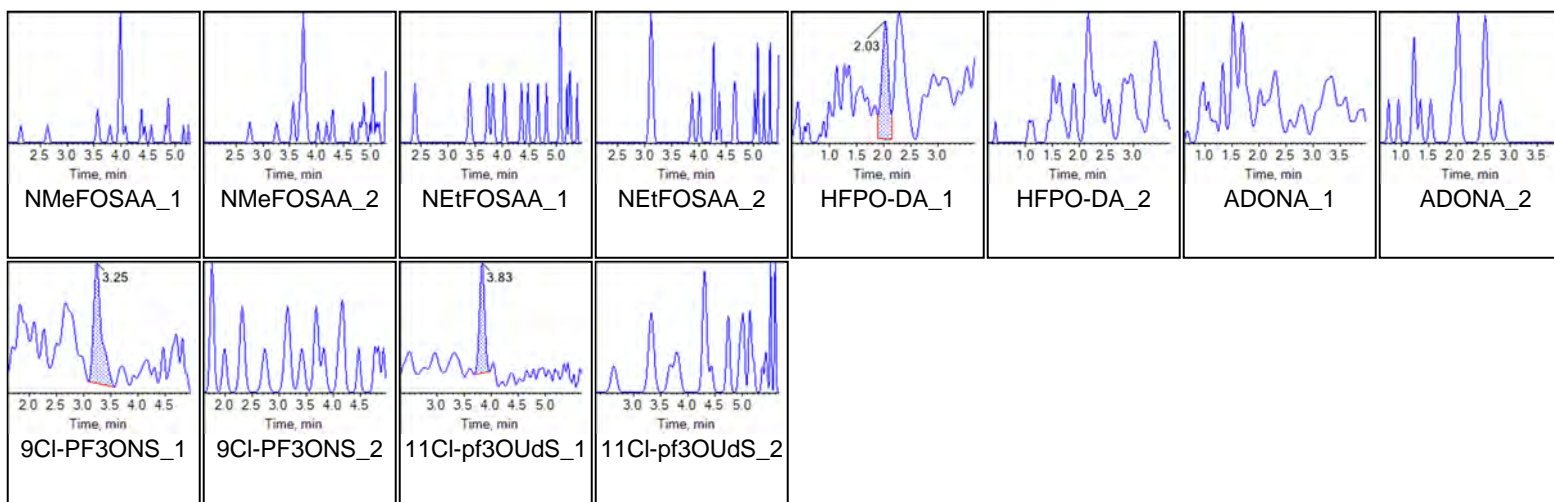 2.03
2.5 3.0 3.5 4.0 4.5 5.0
Time, min
NMeFOSAA_1
2.5 3.0 3.5 4.0 4.5 5.0
Time, min
NMeFOSAA_2
2.5 3.0 3.5 4.0 4.5 5.0
Time, min
NEtFOSAA_1
2.5 3.0 3.5 4.0 4.5 5.0
Time, min
NEtFOSAA_2
1.0 1.5 2.0 2.5 3.0
Time, min
HFPO-DA_1
1.0 1.5 2.0 2.5 3.0
Time, min
HFPO-DA_2
1.0 1.5 2.0 2.5 3.0 3.5
Time, min
ADONA_1
1.0 1.5 2.0 2.5 3.0 3.5
Time, min
ADONA_2
3.25
2.0 2.5 3.0 3.5 4.0 4.5
Time, min
9Cl-PF3ONS_1
2.0 2.5 3.0 3.5 4.0 4.5
Time, min
9Cl-PF3ONS_2
3.83
3.0 3.5 4.0 4.5 5.0
Time, min
11Cl-pf3OUdS_1
3.0 3.5 4.0 4.5 5.0
Time, min
11Cl-pf3OUdS_2